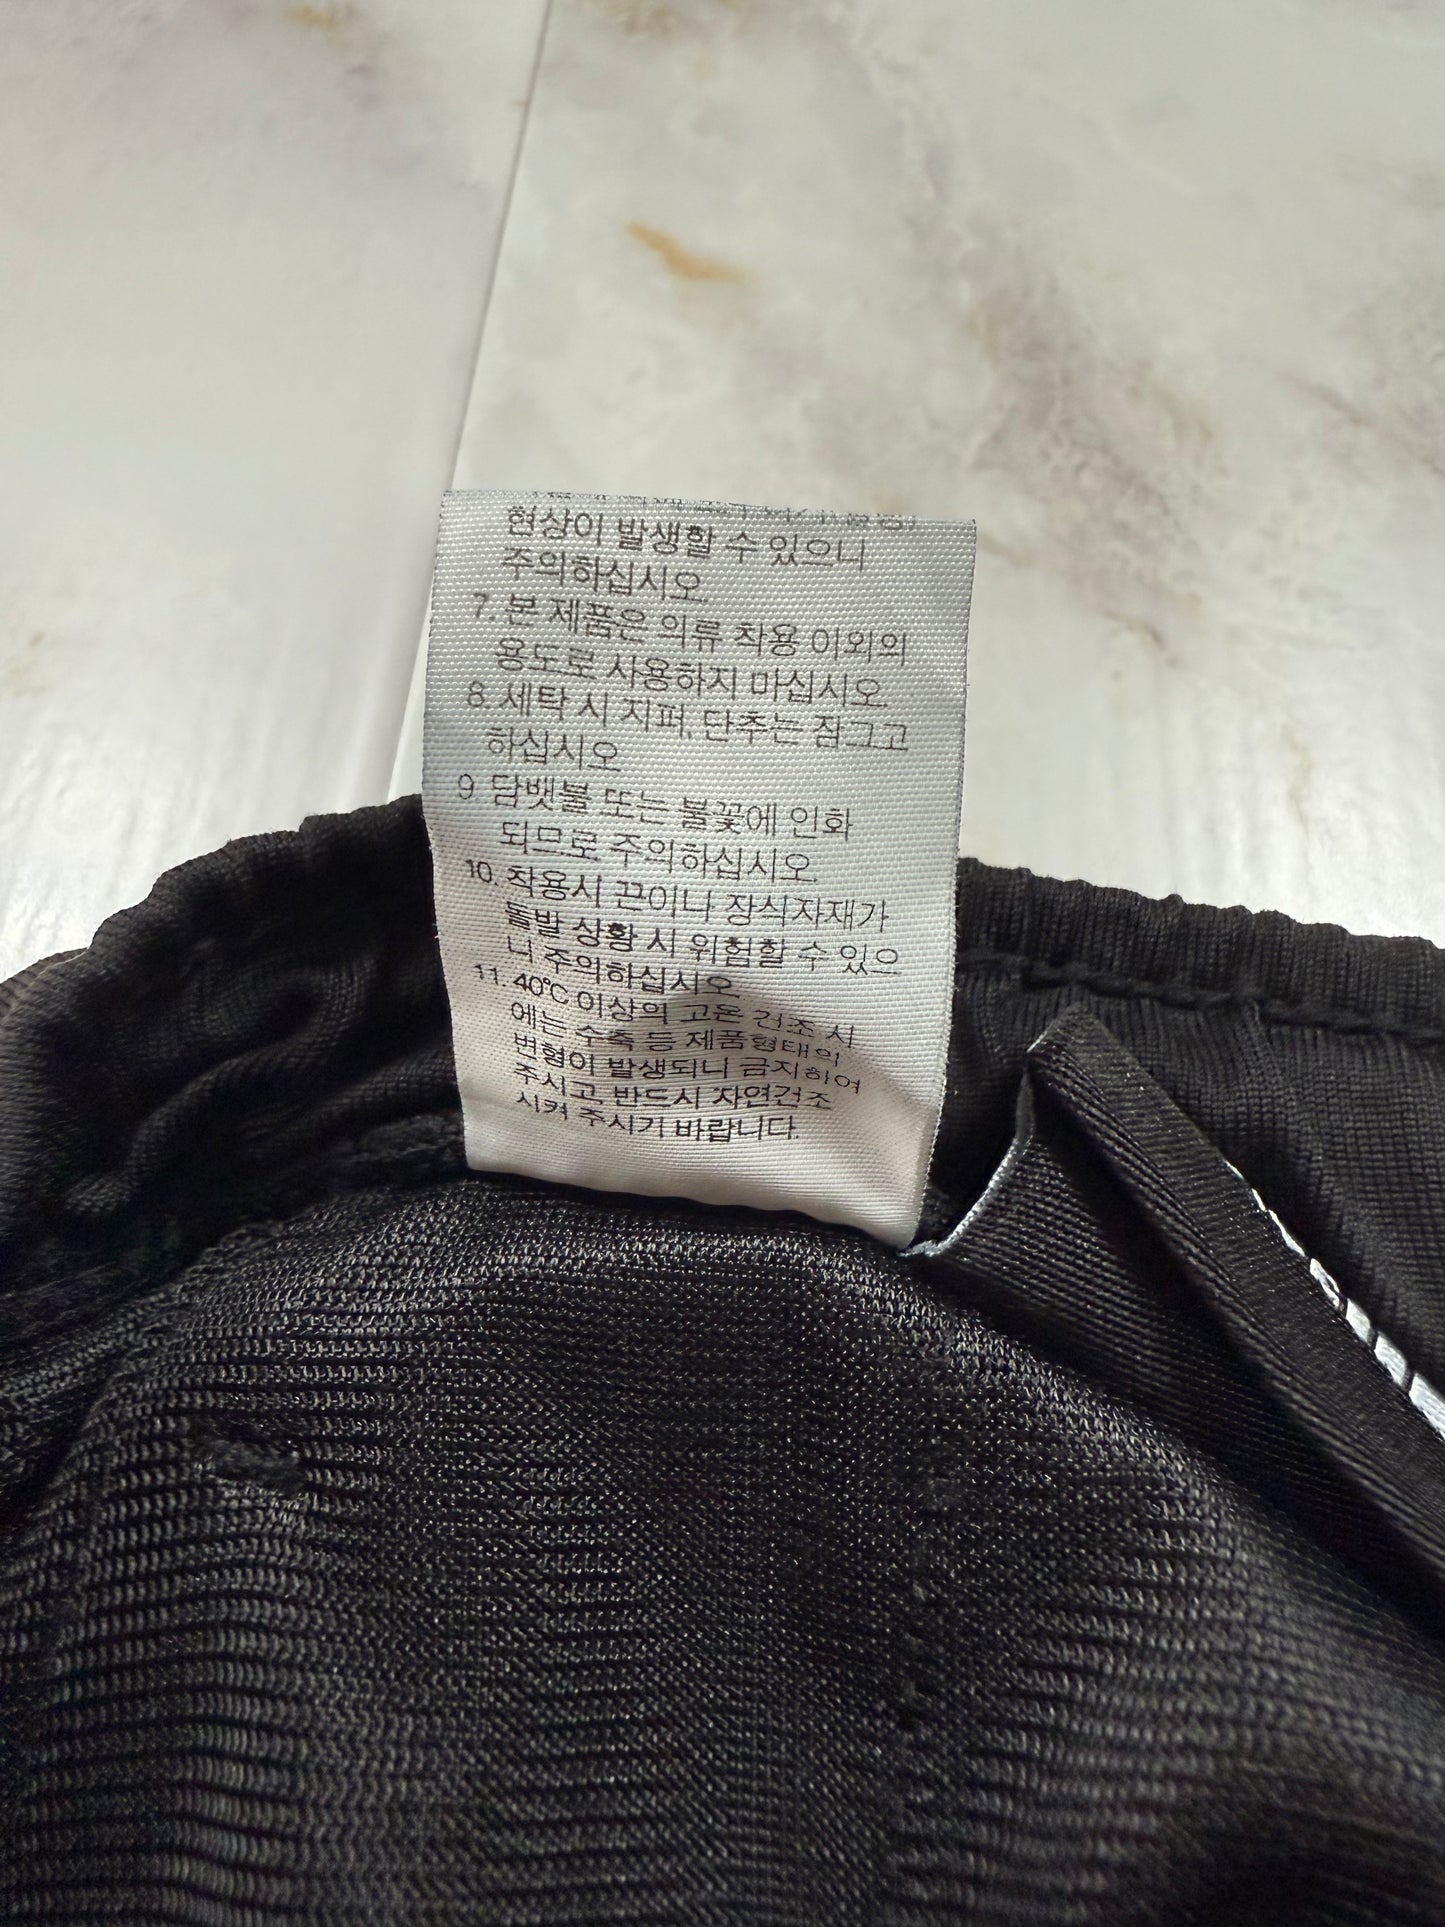 현상이 발생할 수 있으니
주의하십시오.
7. 본 제품은 의류 착용 이외의
용도로 사용하지 마십시오.
8. 세탁 시 지퍼, 단추는 잠그고
하십시오
9 담뱃불 또는 불꽃에 인화
되므로 주의하십시오.
10. 착용시 끈이나 장식자재가
돌발 상황 시 위험할 수 있으
니 주의하십시오
11. 40℃ 이상의 고온 건조 시
에는 수축 등 제품형태의
변형이 발생되니 금지하여
주시고, 반드시 자연건조
시켜 주시기 바랍니다.